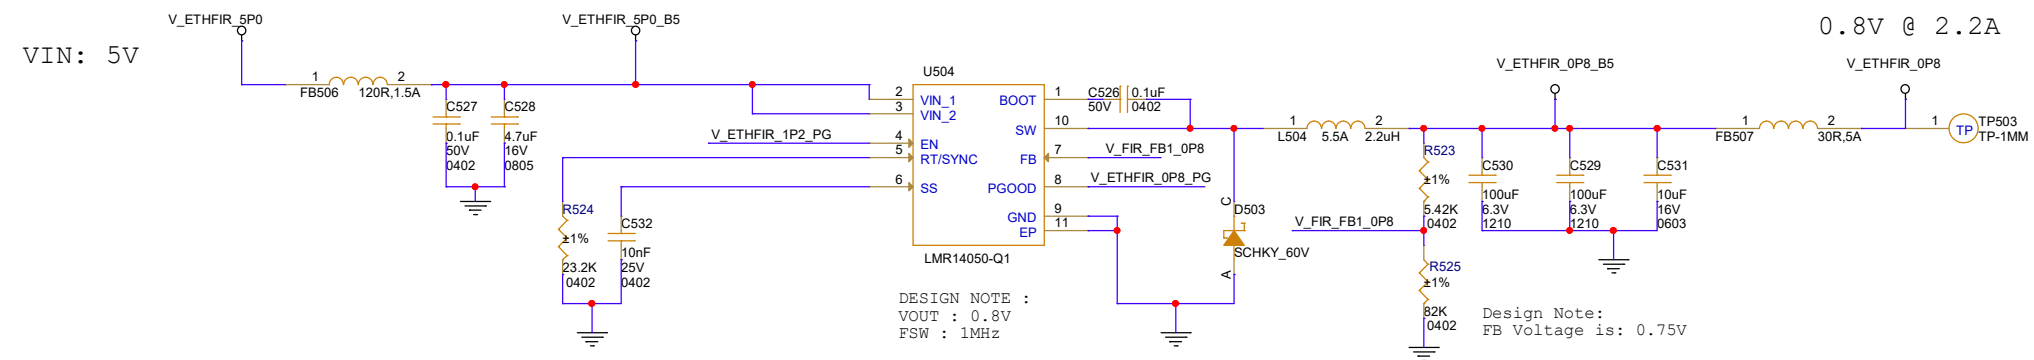 V_ETHFIR_5P0
V_ETHFIR_5P0_B5
0.8V @ 2.2A
VIN: 5V
V_ETHFIR_0P8_B5
V_ETHFIR_0P8
U504
1 2
FB506 120R,1.5A
C527
0.1uF
50V
0402
C528
4.7uF
16V
0805
2 VIN_1
3 VIN_2
V_ETHFIR_1P2_PG 4 EN
5 RT/SYNC
6 SS
BOOT 1
SW 10
FB 7 V_FIR_FB1_0P8
PGOOD 8 V_ETHFIR_0P8_PG
GND 9
EP 11
LMR14050-Q1
C526 0.1uF
50V 0402
1 2
L504 5.5A 2.2uH
1 2
FB507 30R,5A
1 TP TP503
TP-1MM
R523
±1%
5.42K
0402
C530
100uF
6.3V
1210
C529
100uF
6.3V
1210
C531
10uF
16V
0603
R524
±1%
23.2K
0402
C532
10nF
25V
0402
C
D503
SCHKY_60V
A
V_FIR_FB1_0P8
R525
±1%
82K
0402
DESIGN NOTE :
VOUT : 0.8V
FSW : 1MHz
Design Note:
FB Voltage is: 0.75V